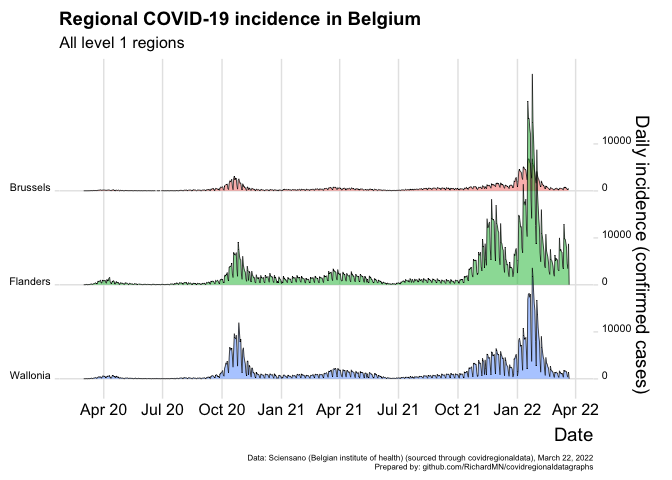 Regional COVID-19 incidence in Belgium
All level 1 regions
10000
Brussels
0
10000
Flanders
0
10000
Wallonia
0
Daily incidence (confirmed cases)
Apr 20 Jul 20 Oct 20 Jan 21 Apr 21 Jul 21 Oct 21 Jan 22 Apr 22
Date
Data: Sciensano (Belgian institute of health) (sourced through covidregionaldata), March 22, 2022
Prepared by: github.com/RichardMN/covidregionaldatagraphs